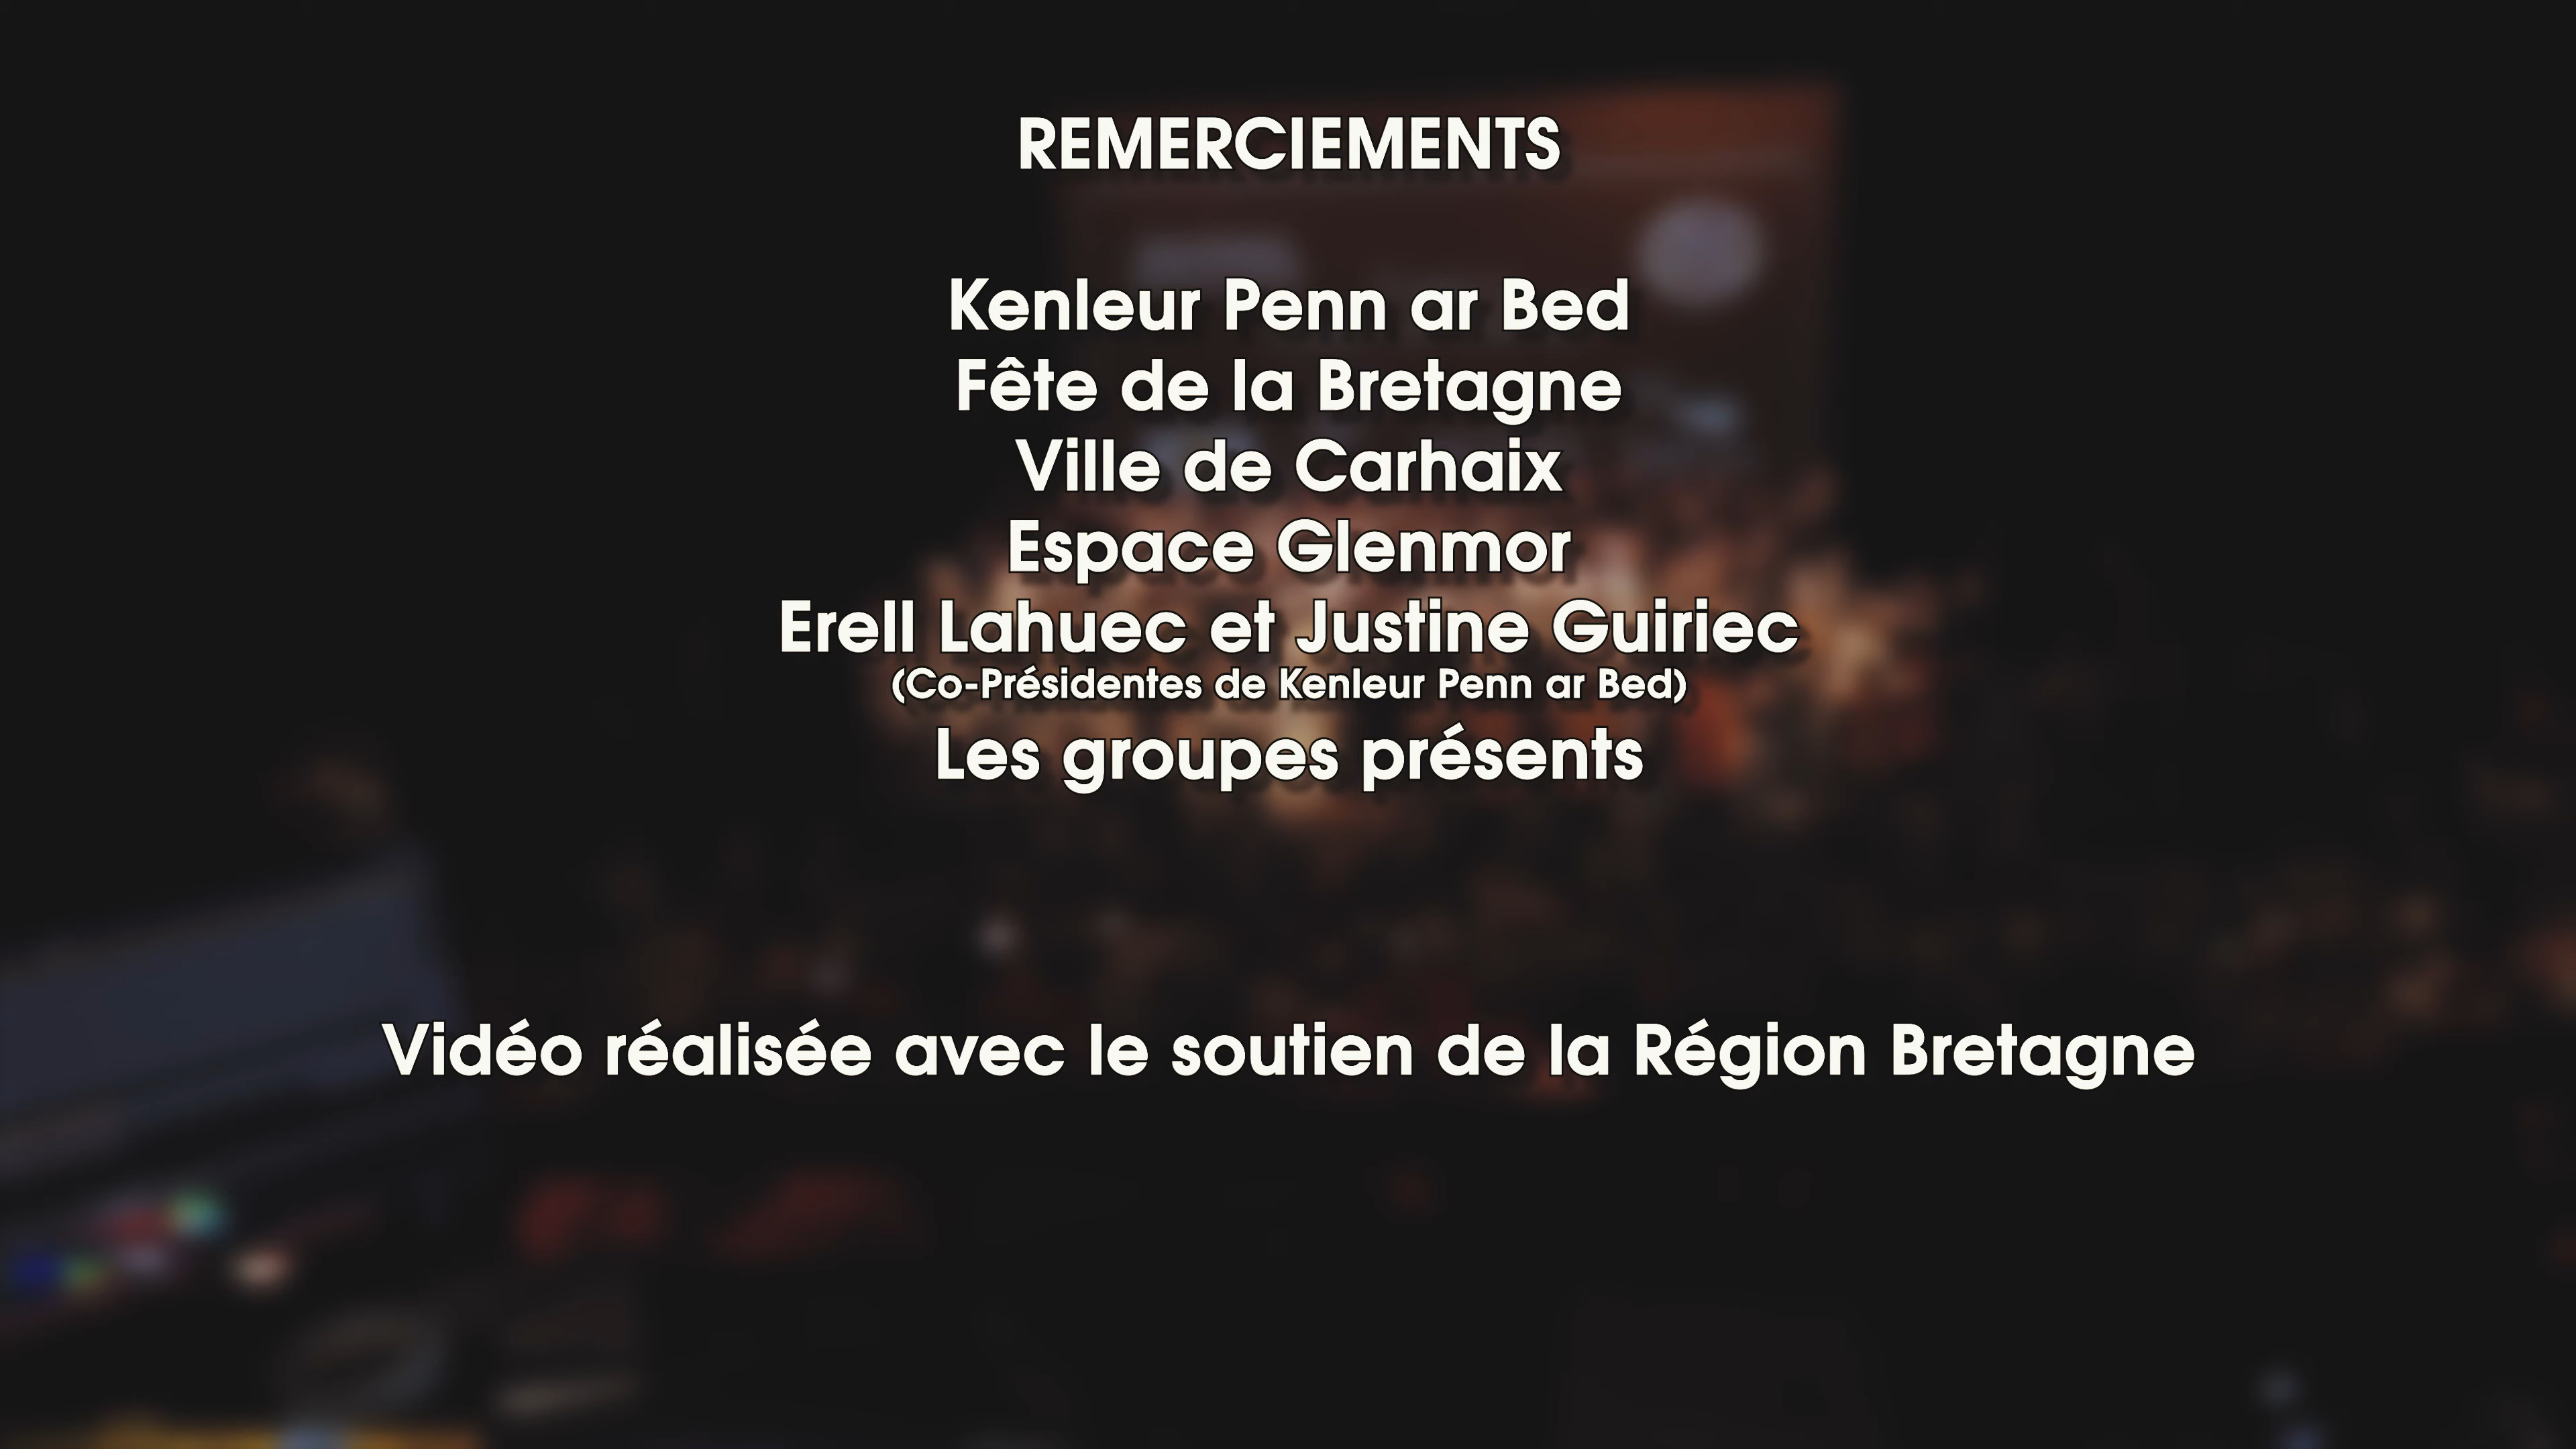 REMERCIEMENTS
Kenleur Penn ar Bed
Fête de la Bretagne
Ville de Carhaix
Espace Glenmor
Erell Lahuec et Justine Guiriec
(Co-Présidentes de Kenleur Penn ar Bed)
Les groupes présents
Vidéo réalisée avec le soutien de la Région Bretagne